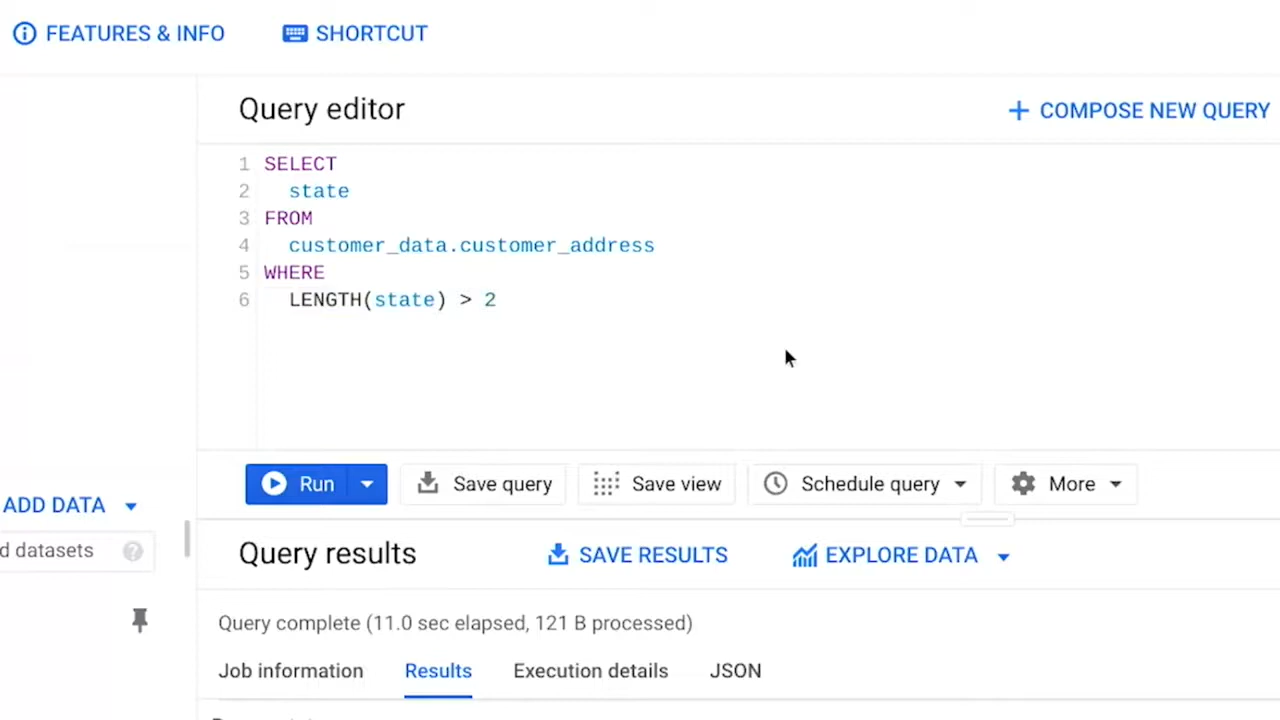 FEATURES & INFO
SHORTCUT
Query editor
COMPOSE NEW QUERY
1 SELECT
2 state
3 FROM
4 customer_data.customer_address
5 WHERE
6 LENGTH(state) > 2
Run
Save query
Save view
Schedule query
More
ADD DATA
d datasets
Query results
SAVE RESULTS
EXPLORE DATA
Query complete (11.0 sec elapsed, 121 B processed)
Job information
Results
Execution details
JSON